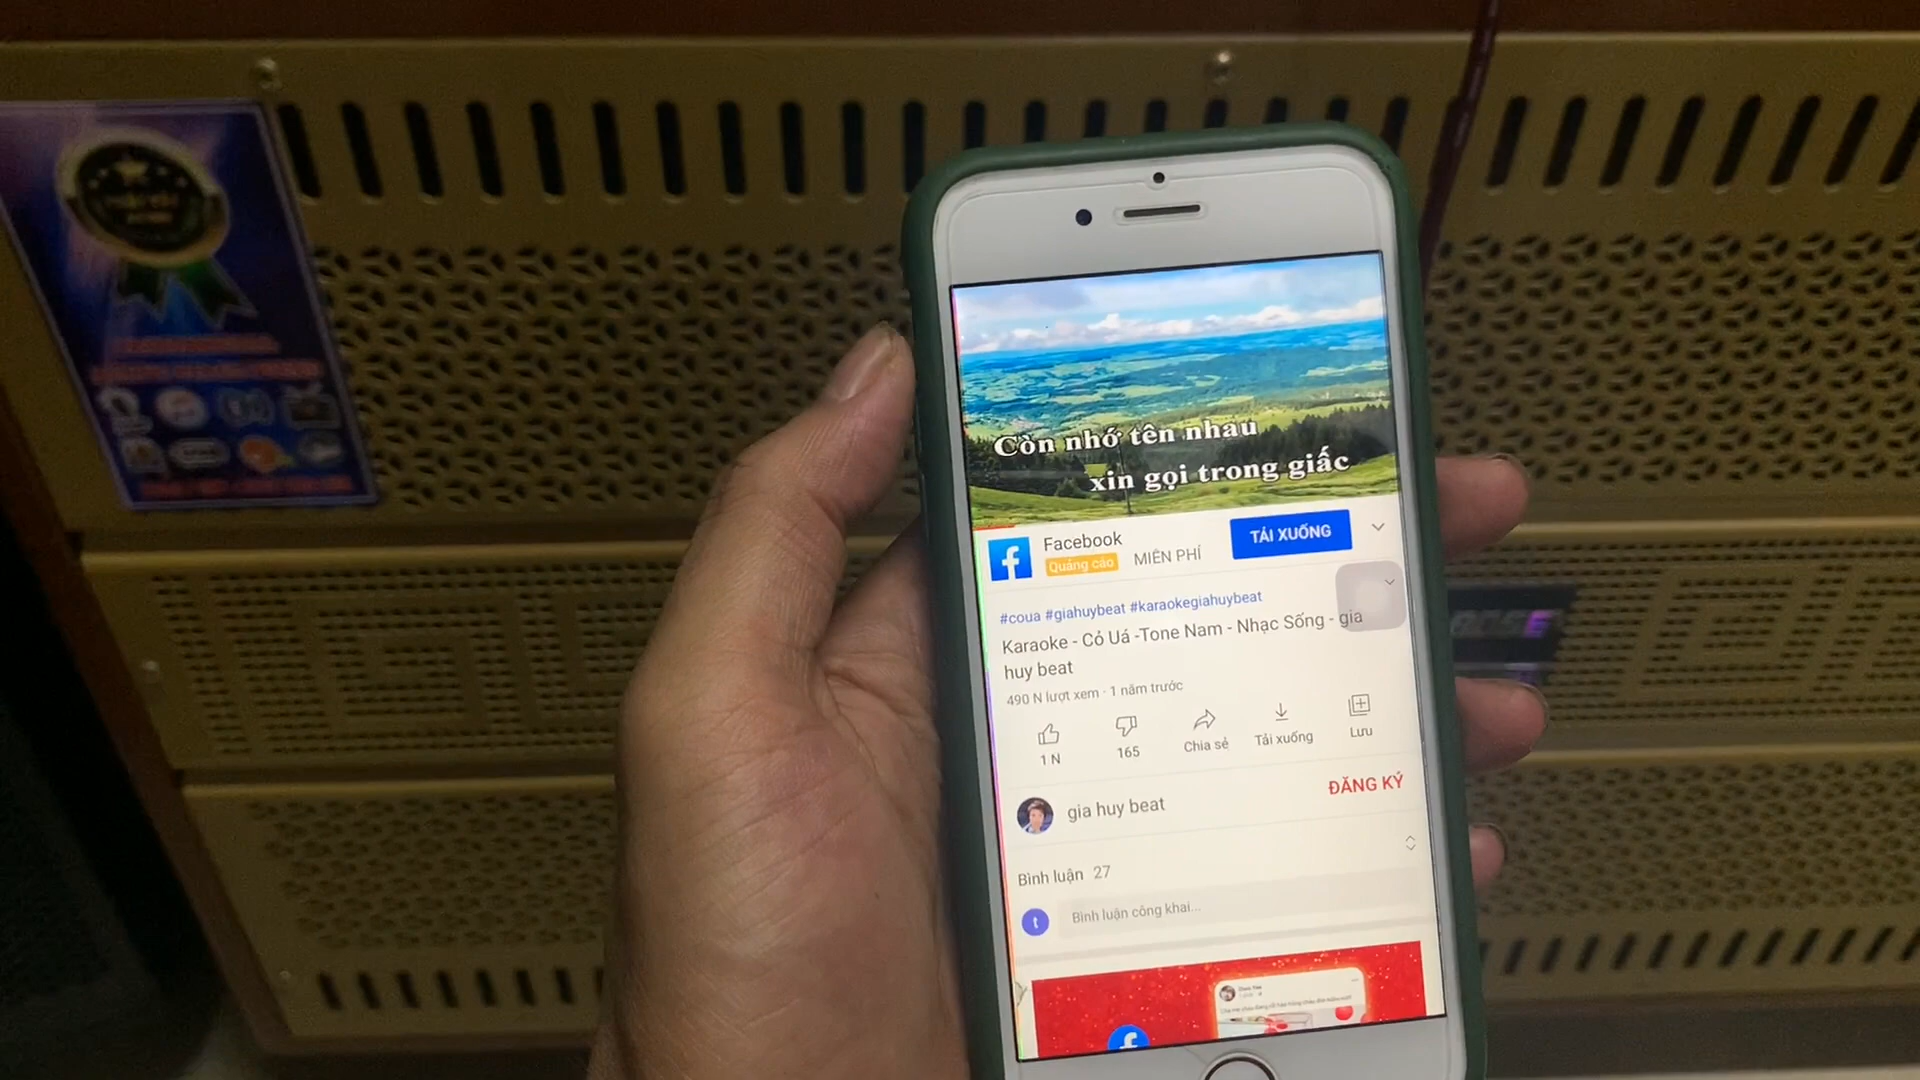 Còn nhớ tên nhau
xin gọi trong giấc
Facebook
Quảng cáo MIỄN PHÍ
TẢI XUỐNG
#coua #giahuybeat #karaokegiahuybeat
Karaoke - Cỏ Uá -Tone Nam - Nhạc Sống - gia
huy beat
490 N lượt xem · 1 năm trước
1 N
165
Chia sẻ
Tải xuống
Lưu
gia huy beat
ĐĂNG KÝ
Bình luận 27
t
Bình luận công khai...